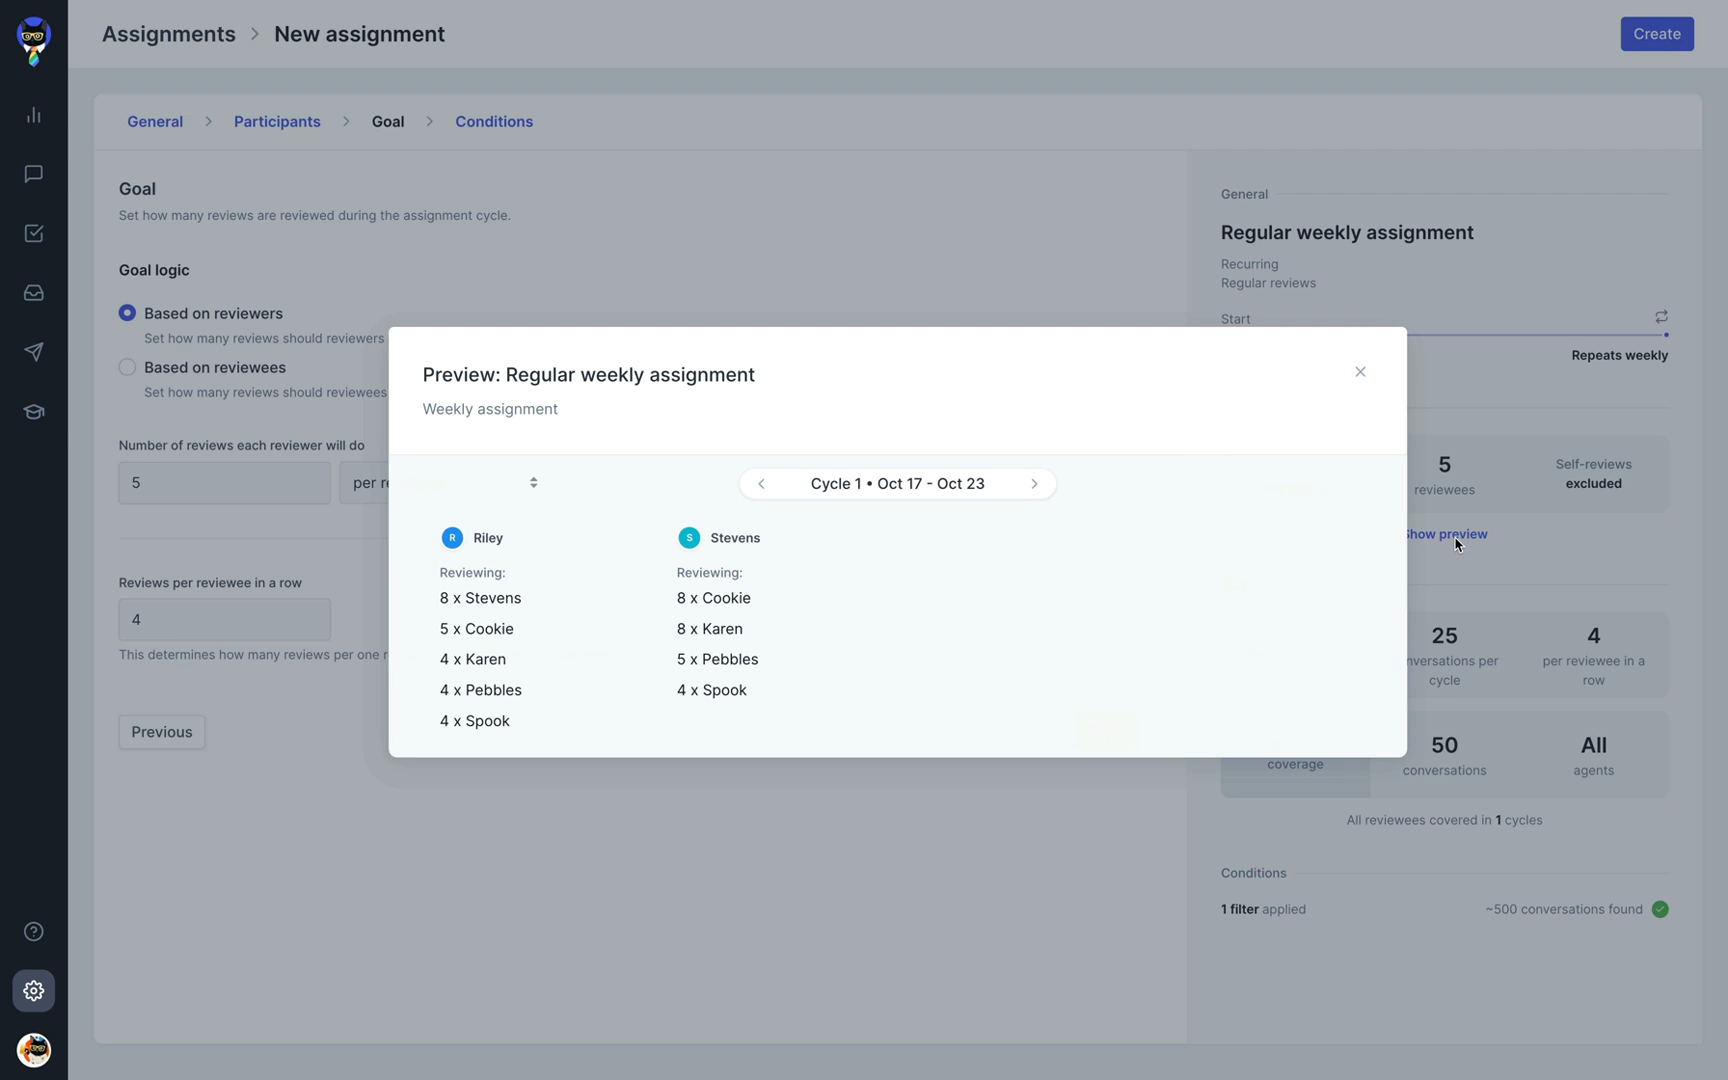 Assignments > New assignment
Create
General > Participants > Goal > Conditions
Goal
Set how many reviews are reviewed during the assignment cycle.
Goal logic
Based on reviewers
Set how many reviews should reviewers
Based on reviewees
Set how many reviews should reviewees
Number of reviews each reviewer will do
5
per
Reviews per reviewee in a row
4
This determines how many reviews per one
Previous
Preview: Regular weekly assignment
Weekly assignment
Cycle 1 • Oct 17 - Oct 23
R Riley
Reviewing:
8 x Stevens
5 x Cookie
4 x Karen
4 x Pebbles
4 x Spook
S Stevens
Reviewing:
8 x Cookie
8 x Karen
5 x Pebbles
4 x Spook
General
Regular weekly assignment
Recurring
Regular reviews
Start
Repeats weekly
5
reviewees
Self-reviews
excluded
Show preview
25
nversations per
cycle
4
per reviewee in a
row
coverage
50
conversations
All
agents
All reviewees covered in 1 cycles
Conditions
1 filter applied
~500 conversations found